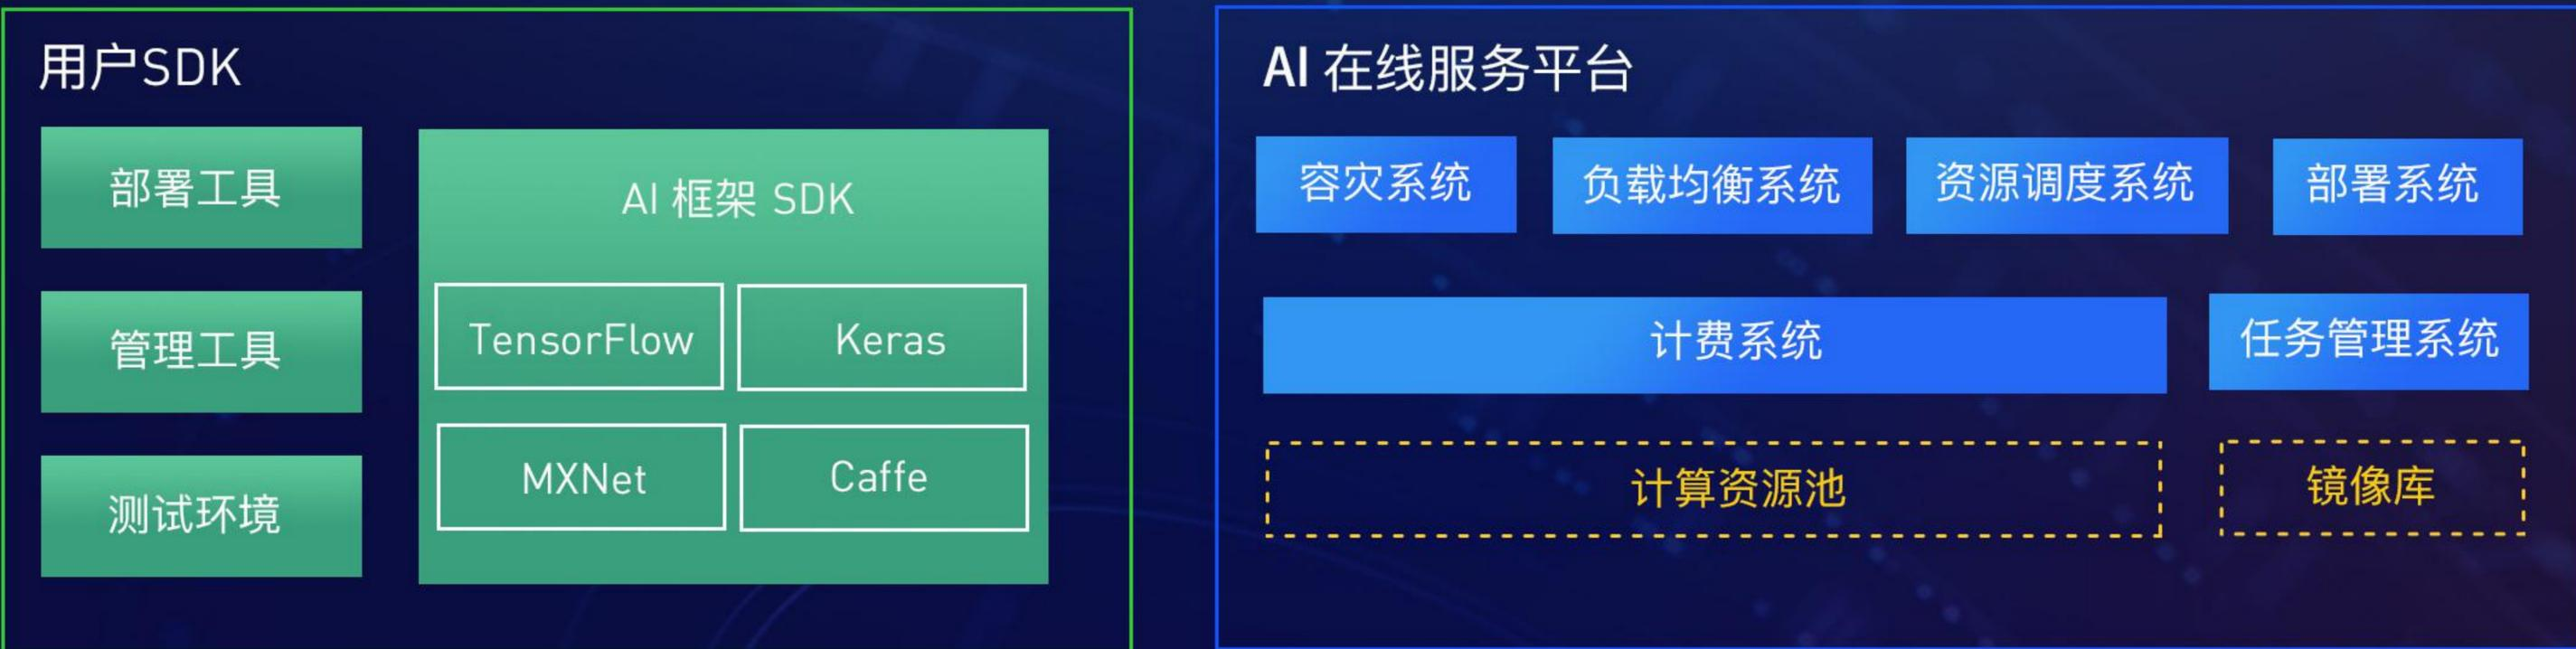 用户SDK
部署工具
管理工具
测试环境
AI 框架 SDK
TensorFlow
Keras
MXNet
Caffe
AI 在线服务平台
容灾系统
负载均衡系统
资源调度系统
部署系统
计费系统
任务管理系统
计算资源池
镜像库